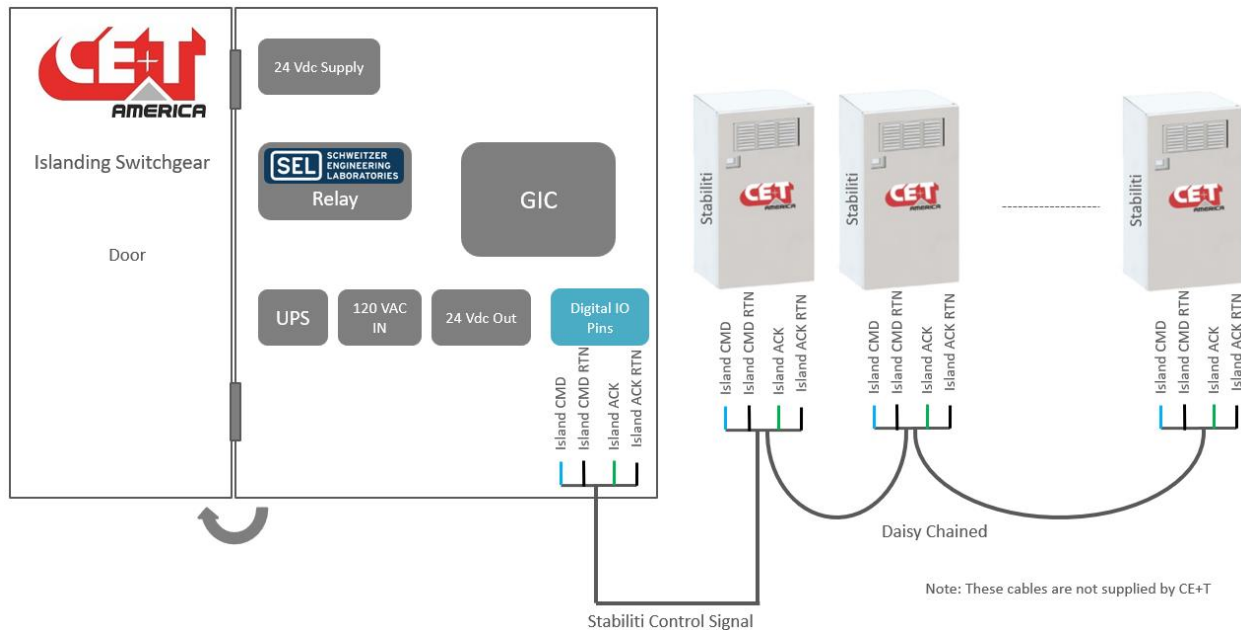 CE+T
AMERICA
Islanding Switchgear
Door
24 Vdc Supply
SEL SCHWEITZER
ENGINEERING
LABORATORIES
Relay
GIC
UPS
120 VAC
IN
24 Vdc Out
Digital IO
Pins
Island CMD
Island CMD RTN
Island ACK
Island ACK RTN
Stabiliti Control Signal
Stabiliti
CE+T
AMERICA
Island CMD
Island CMD RTN
Island ACK
Island ACK RTN
Stabiliti
CE+T
AMERICA
Island CMD
Island CMD RTN
Island ACK
Island ACK RTN
Stabiliti
CE+T
AMERICA
Island CMD
Island CMD RTN
Island ACK
Island ACK RTN
Daisy Chained
Note: These cables are not supplied by CE+T